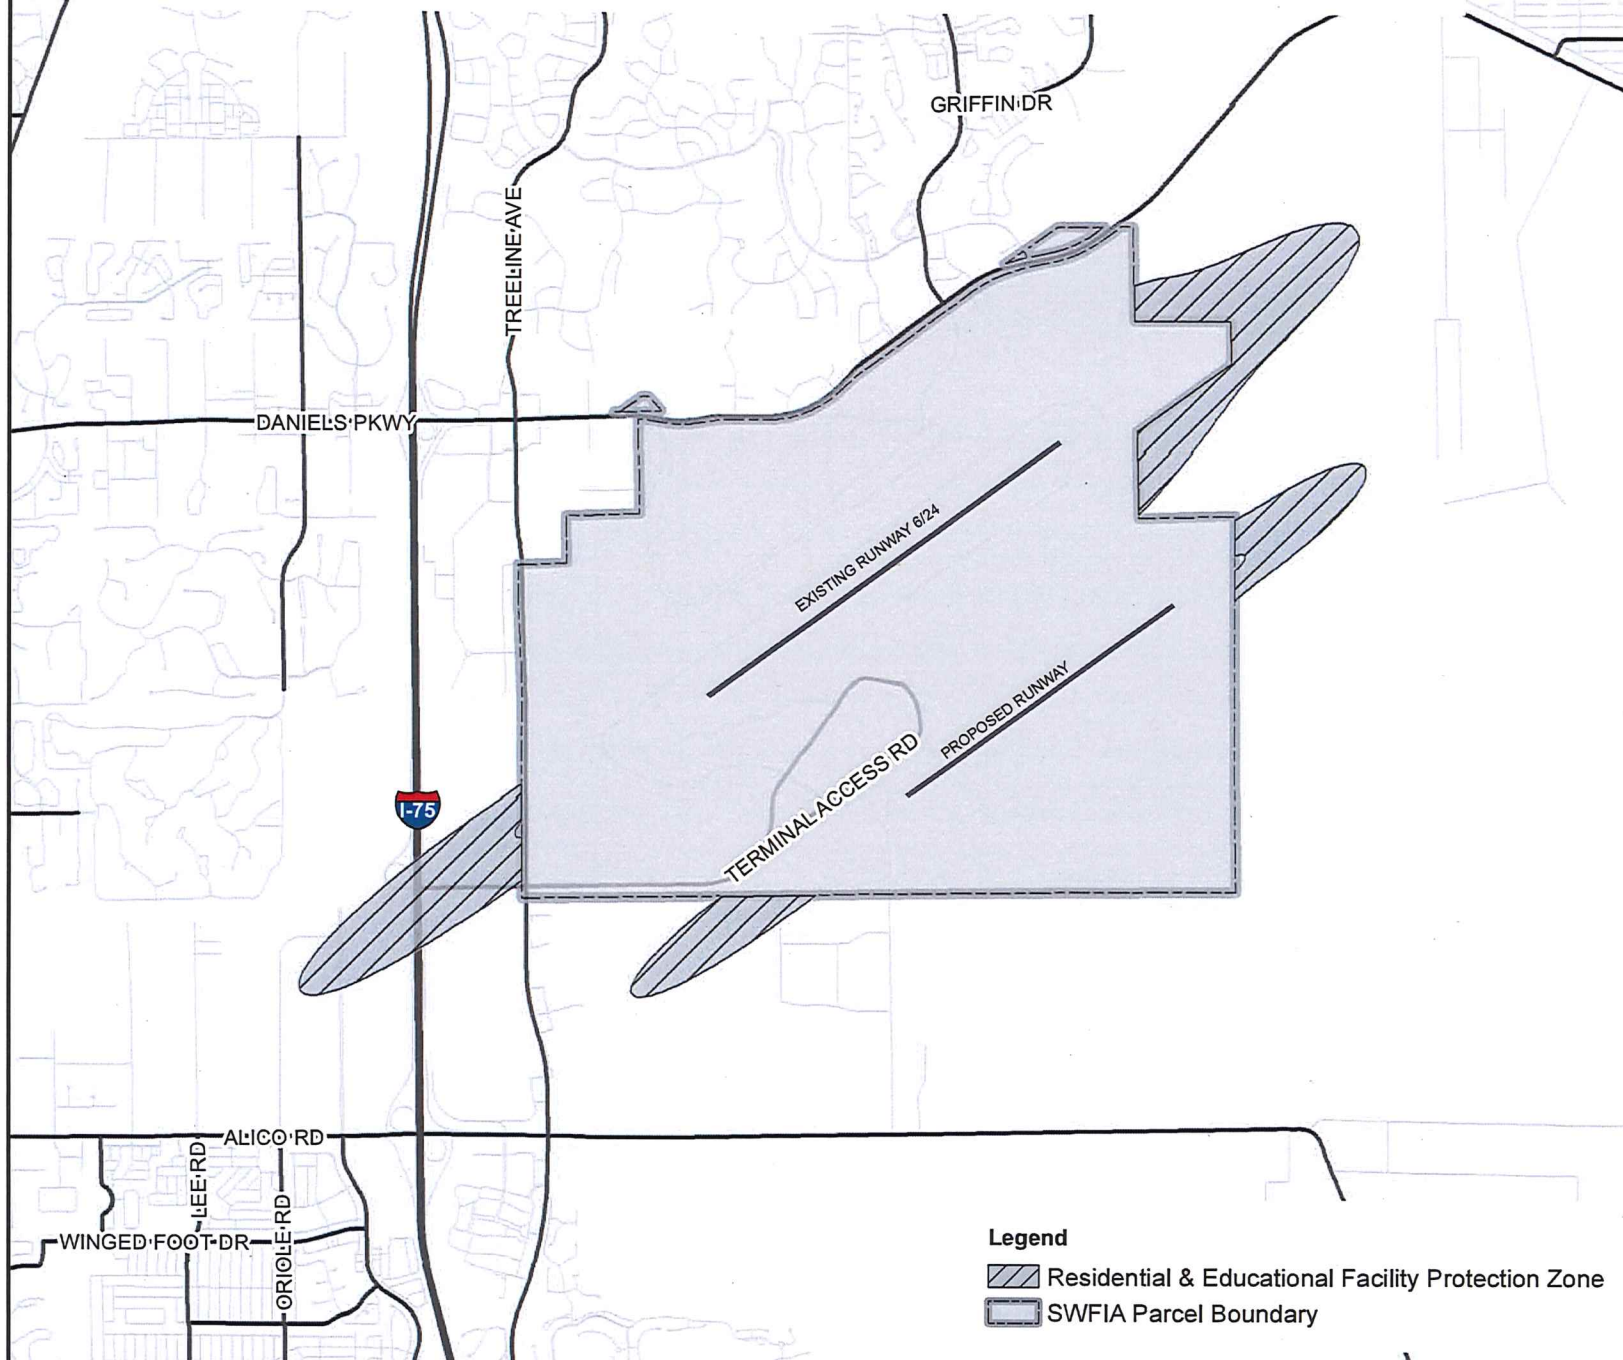 GRIFFIN DR
TREELINE AVE
DANIELS PKWY
EXISTING RUNWAY 6/24
PROPOSED RUNWAY
TERMINAL ACCESS RD
I-75
ALICO RD
LEE RD
ORIOLE RD
WINGED FOOT DR
Legend
Residential & Educational Facility Protection Zone
SWFIA Parcel Boundary